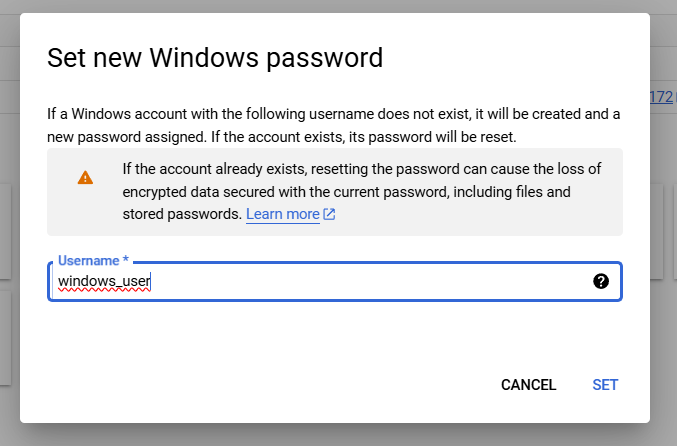 Set new Windows password
172
If a Windows account with the following username does not exist, it will be created and a
new password assigned. If the account exists, its password will be reset.
If the account already exists, resetting the password can cause the loss of
encrypted data secured with the current password, including files and
stored passwords. Learn more
Username *
windows_user
CANCEL SET